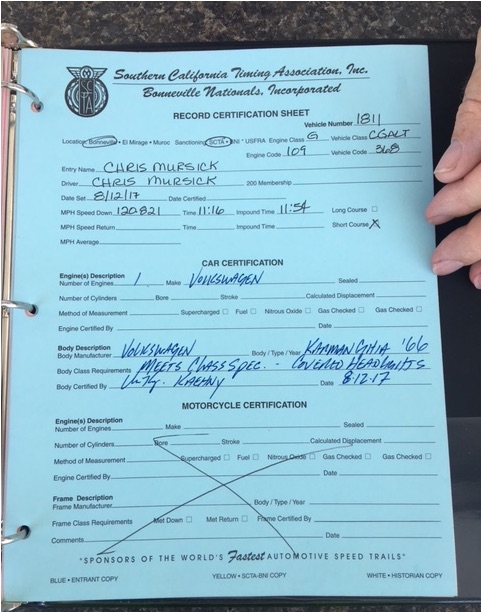 SCTA
Southern California Timing Association, Inc.
Bonneville Nationals, Incorporated
RECORD CERTIFICATION SHEET
Vehicle Number 1811
Location: Bonneville • El Mirage • Muroc Sanctioning SCTA • BNI * USFRA Engine Class G Vehicle Class CGALT
Engine Code 109 Vehicle Code 368
Entry Name CHRIS MURSICK
Driver CHRIS MURSICK 200 Membership
Date Set 8/12/17 Date Certified
MPH Speed Down 120.821 Time 11:16 Impound Time 11:54 Long Course ☐
MPH Speed Return Time Impound Time Short Course ☒
MPH Average
CAR CERTIFICATION
Engine(s) Description
Number of Engines 1 Make VOLKSWAGEN Sealed
Number of Cylinders Bore Stroke Calculated Displacement
Method of Measurement Supercharged ☐ Fuel ☐ Nitrous Oxide ☐ Gas Checked ☐ Gas Checked ☐
Engine Certified By Date
Body Description
Body Manufacturer VOLKSWAGEN Body / Type / Year KARMAN GHIA '66
Body Class Requirements MEETS CLASS SPEC. - COVERED HEADLIGHTS
Body Certified By Date 8-12-17
MOTORCYCLE CERTIFICATION
Engine(s) Description
Number of Engines Make Sealed
Number of Cylinders Bore Stroke Calculated Displacement
Method of Measurement Supercharged ☐ Fuel ☐ Nitrous Oxide ☐ Gas Checked ☐ Gas Checked ☐
Engine Certified By Date
Frame Description
Frame Manufacturer Body / Type / Year
Frame Class Requirements Met Down ☐ Met Return ☐ Frame Certified By
Comments Date
"SPONSORS OF THE WORLD'S Fastest AUTOMOTIVE SPEED TRAILS"
BLUE • ENTRANT COPY YELLOW • SCTA-BNI COPY WHITE • HISTORIAN COPY